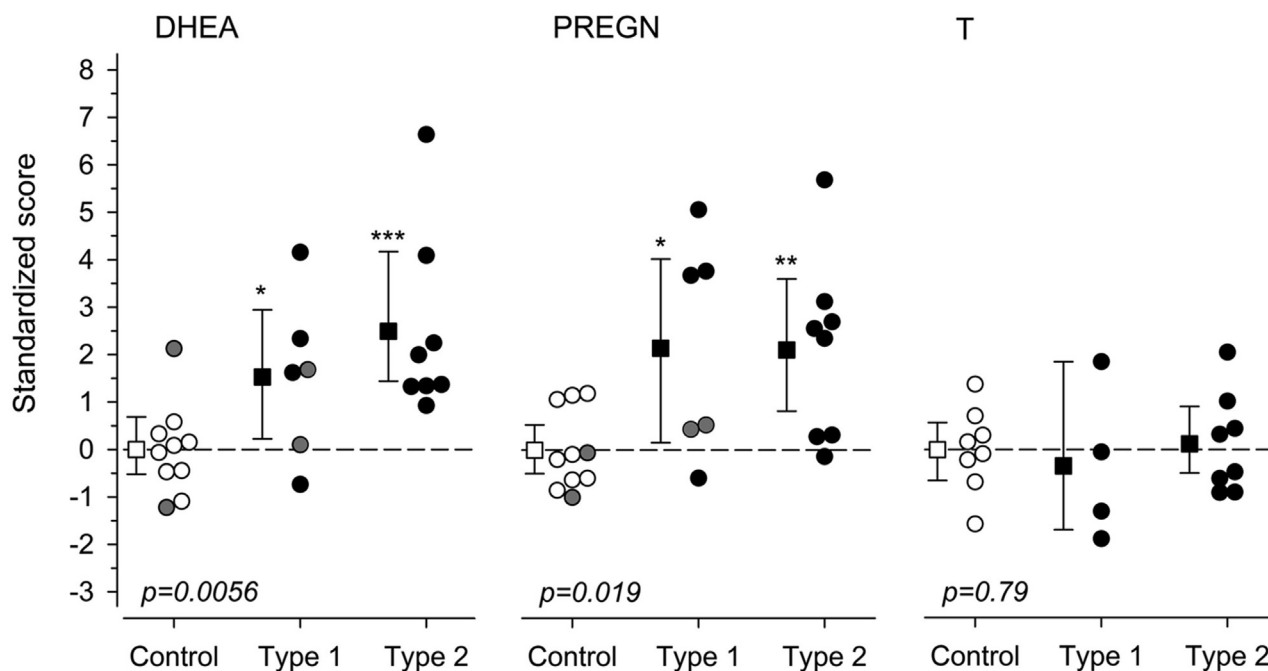 DHEA PREGN T
Standardized score
8
7
6
5
4
3
2
1
0
-1
-2
-3
* *** * **
p=0.0056 p=0.019 p=0.79
Control Type 1 Type 2 Control Type 1 Type 2 Control Type 1 Type 2